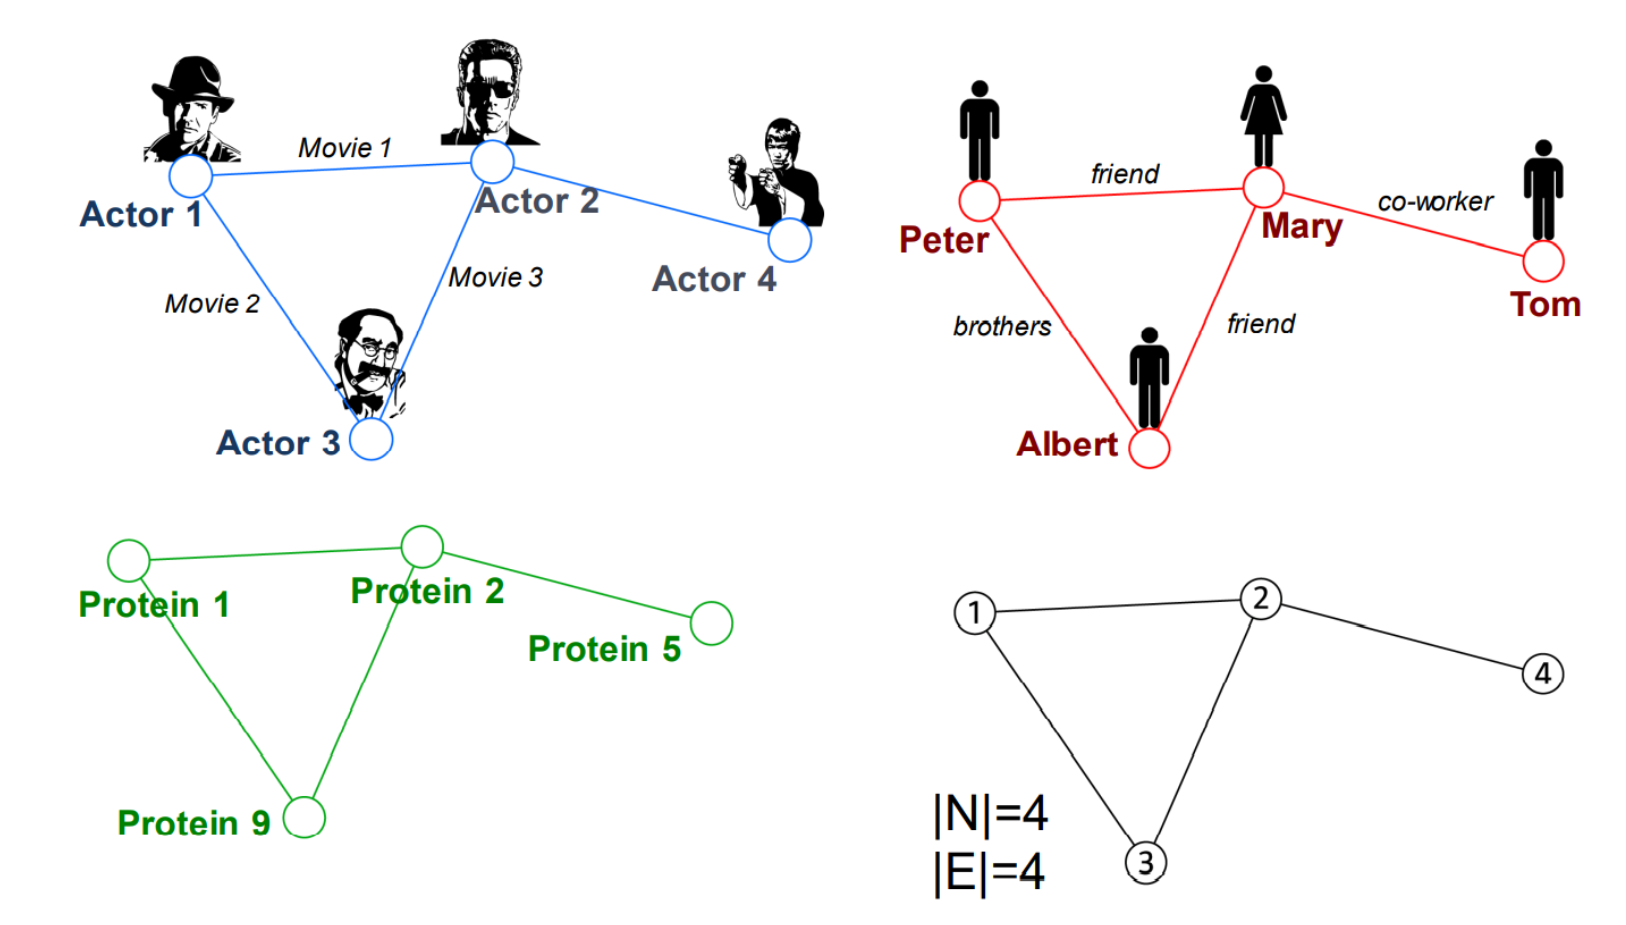 Movie 1
Actor 1
Actor 2
Actor 4
Movie 3
Movie 2
Actor 3
friend
co-worker
Peter
Mary
Tom
brothers
friend
Albert
Protein 1
Protein 2
Protein 5
Protein 9
1
2
4
3
|N|=4
|E|=4